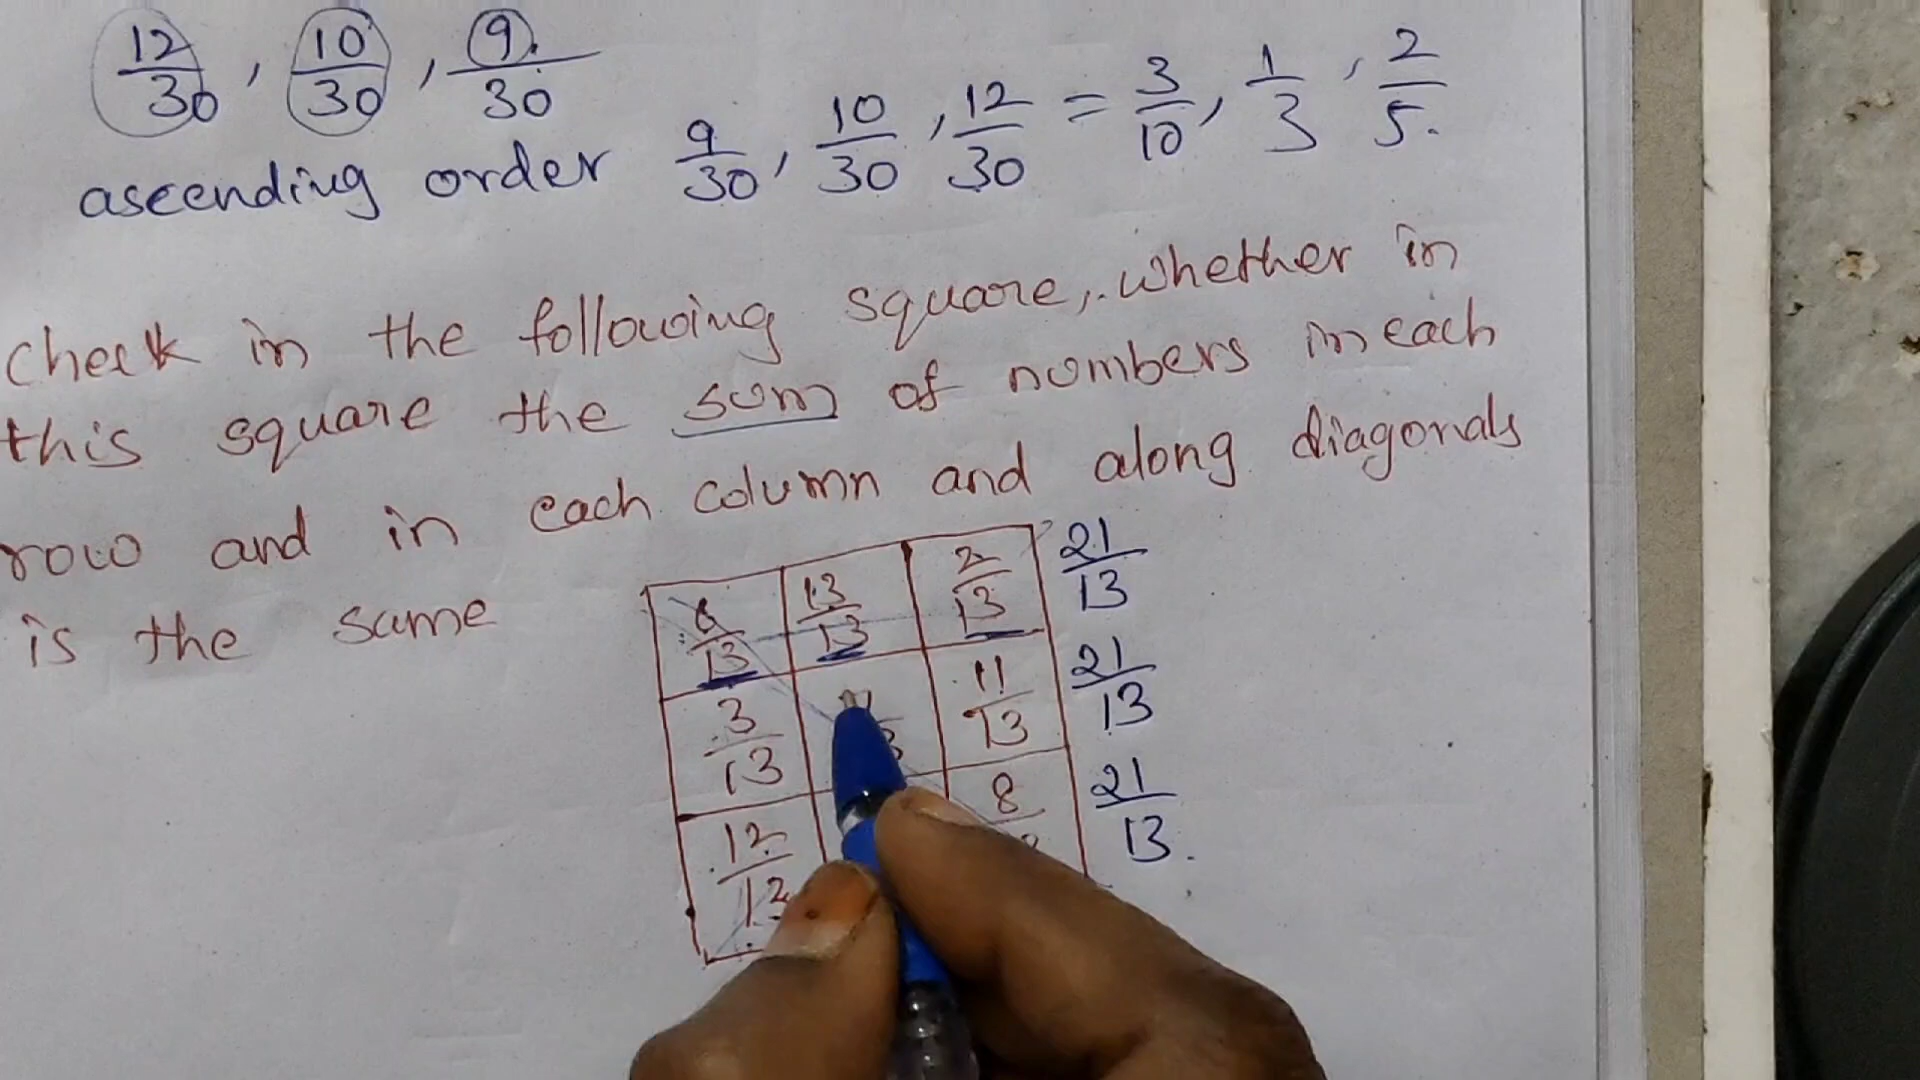 12/30, 10/30, 9/30
ascending order 9/30, 10/30, 12/30 = 3/10, 1/3, 2/5.
check in the following square, whether in
this square the sum of numbers in each
row and in each column and along diagonals
is the same
6/13 13/13 2/13 21/13
3/13 11/13 21/13
12/13 8 21/13.